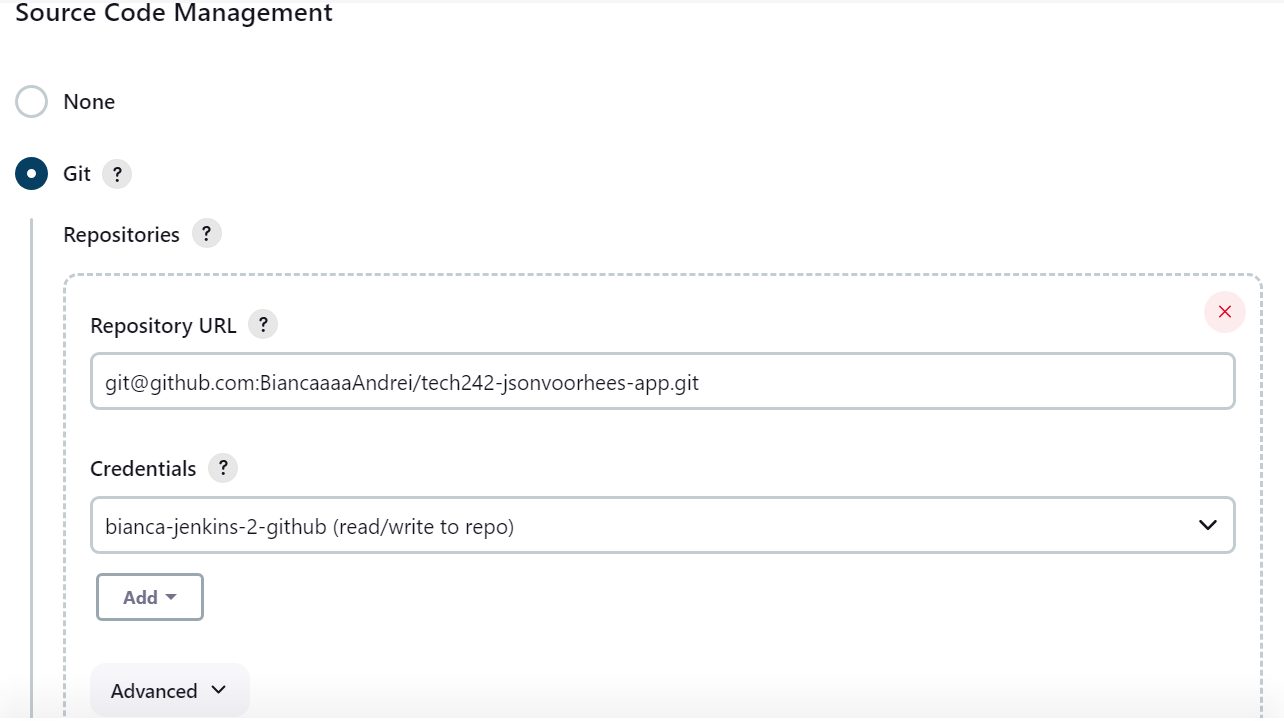 Source Code Management
None
Git ?
Repositories ?
Repository URL ?
git@github.com:BiancaaaaAndrei/tech242-jsonvoorhees-app.git
Credentials ?
bianca-jenkins-2-github (read/write to repo)
Add
Advanced